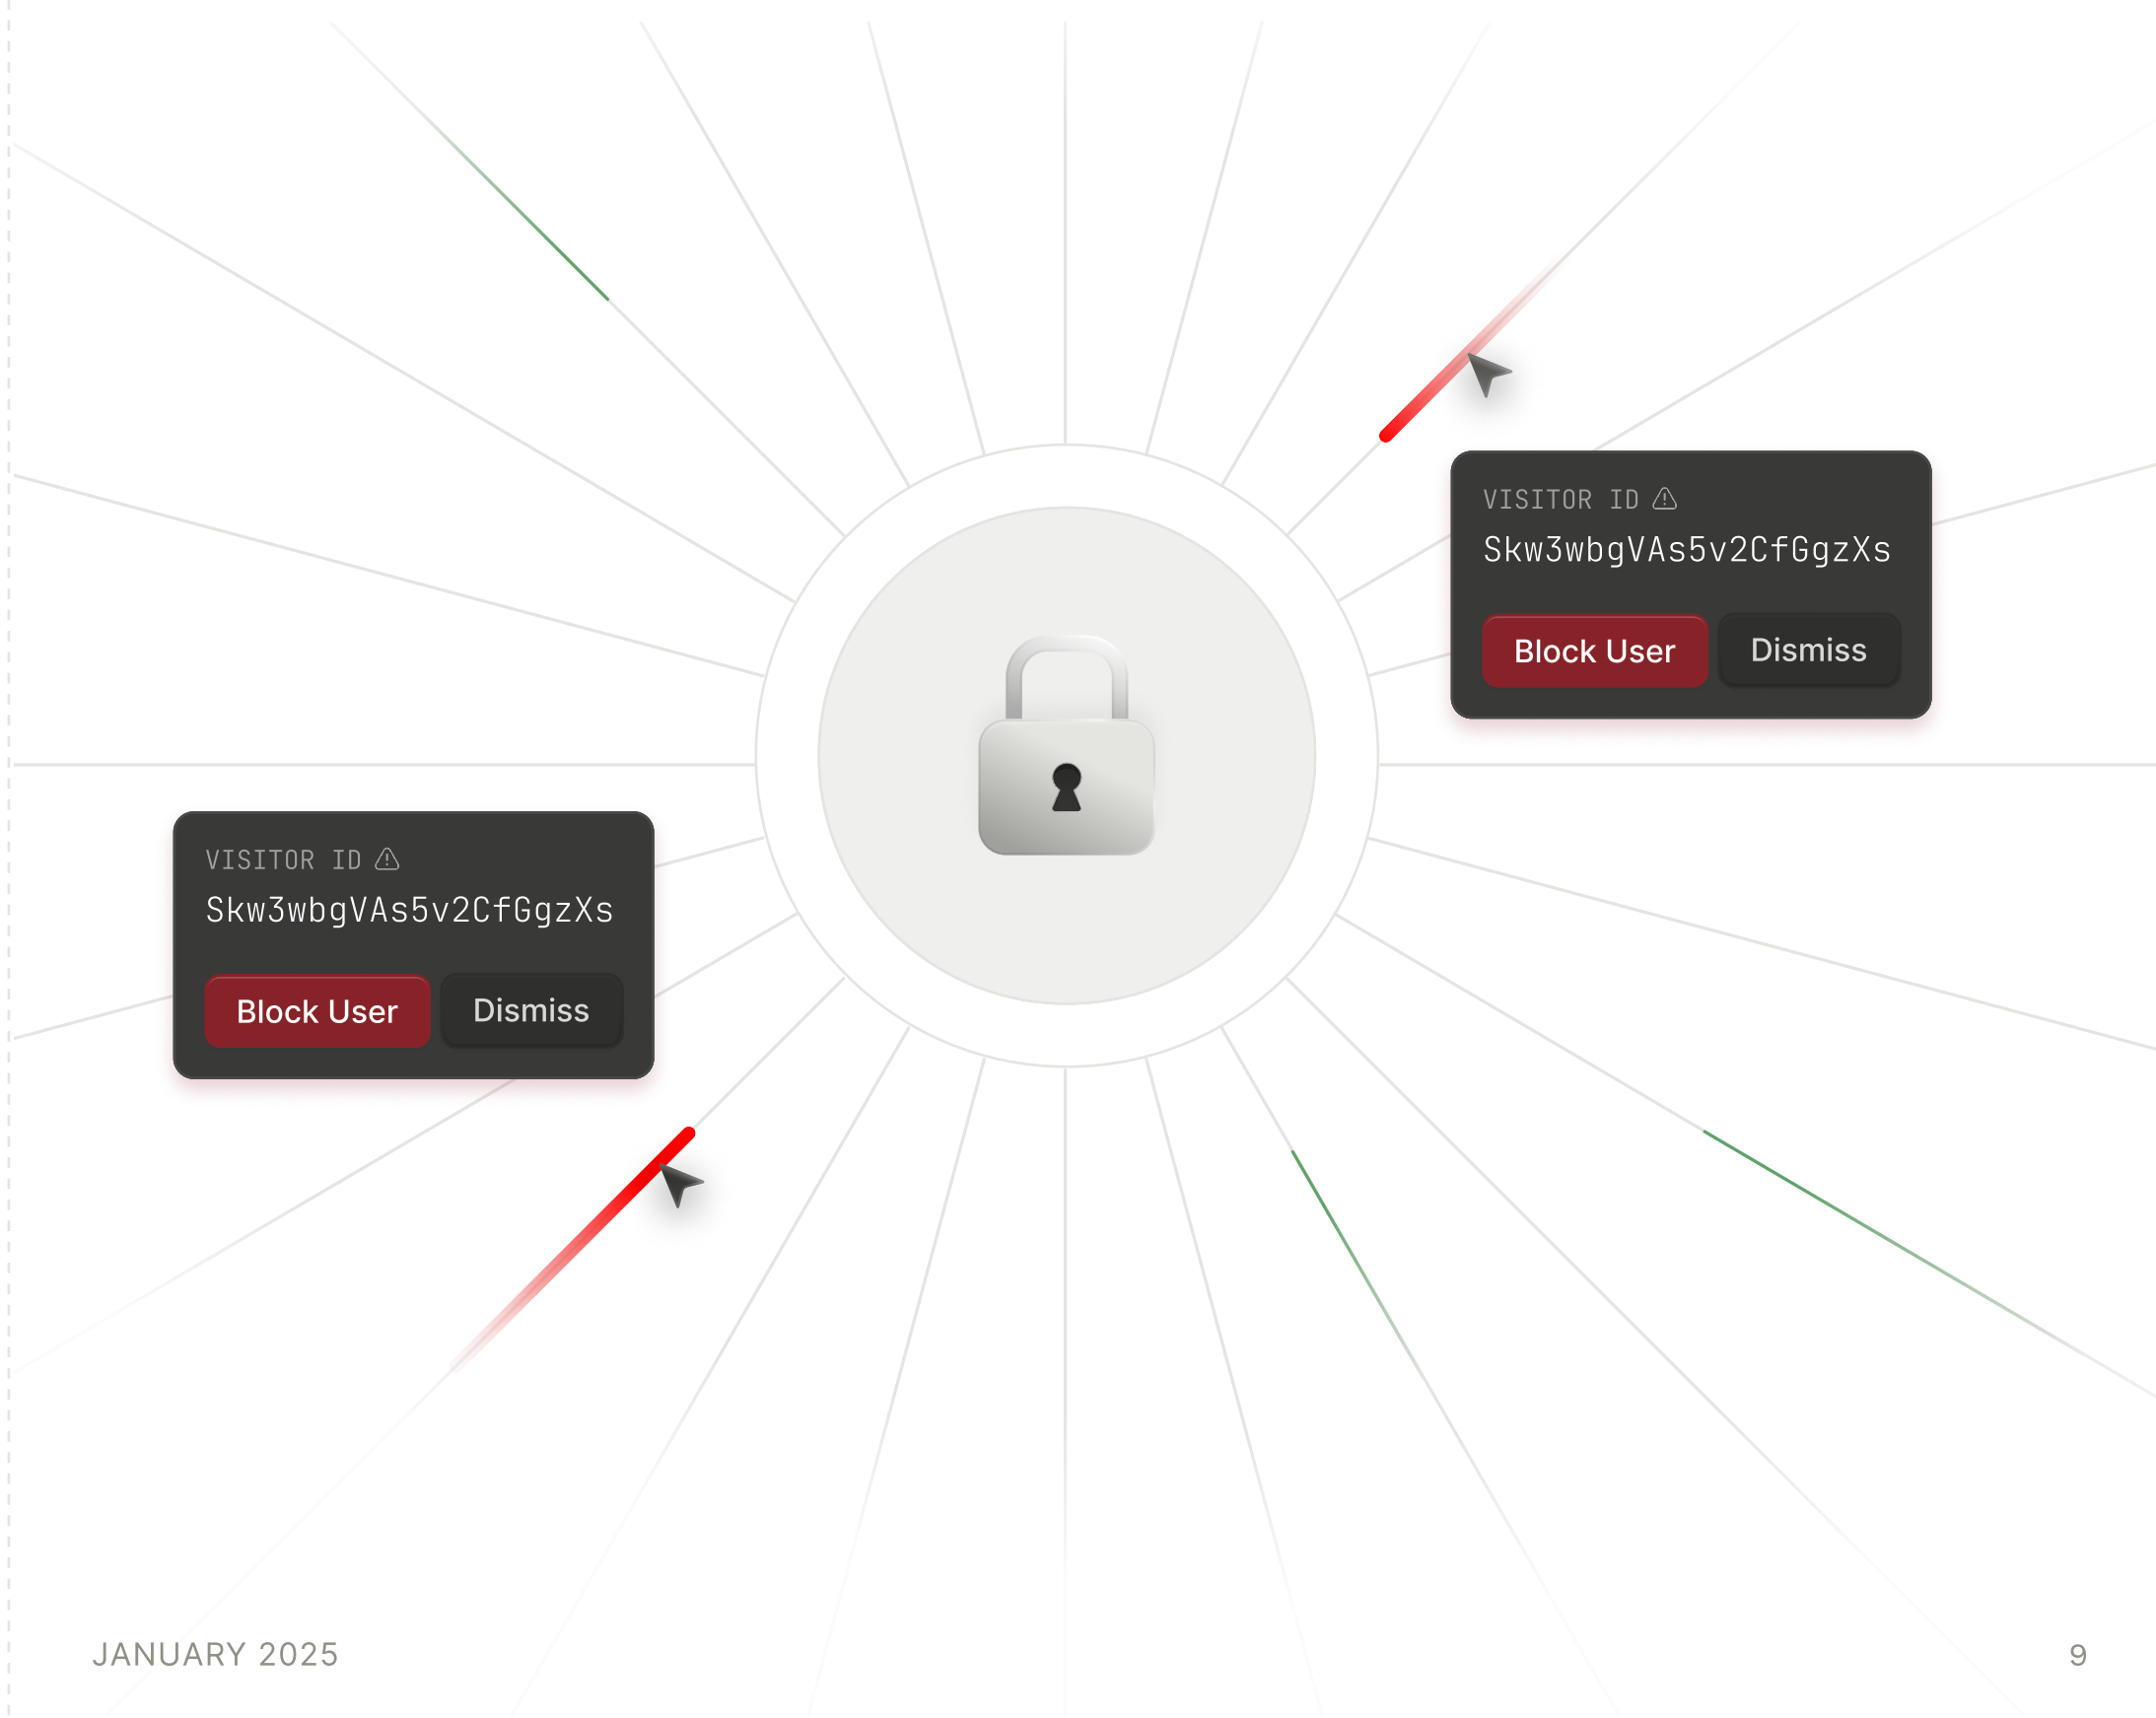 VISITOR ID
Skw3wbgVAs5v2CfGgzXs
Block User Dismiss
VISITOR ID
Skw3wbgVAs5v2CfGgzXs
Block User Dismiss
JANUARY 2025
9